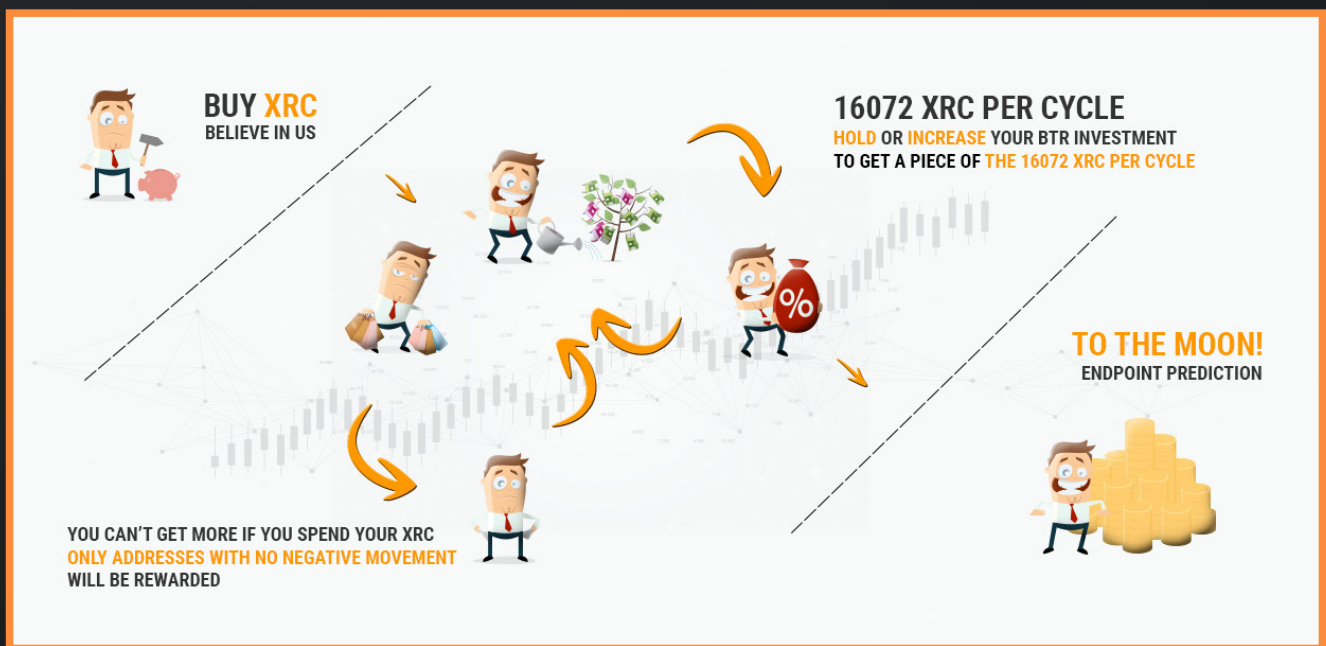 BUY XRC
BELIEVE IN US
16072 XRC PER CYCLE
HOLD OR INCREASE YOUR BTR INVESTMENT
TO GET A PIECE OF THE 16072 XRC PER CYCLE
%
TO THE MOON!
ENDPOINT PREDICTION
YOU CAN'T GET MORE IF YOU SPEND YOUR XRC
ONLY ADDRESSES WITH NO NEGATIVE MOVEMENT
WILL BE REWARDED